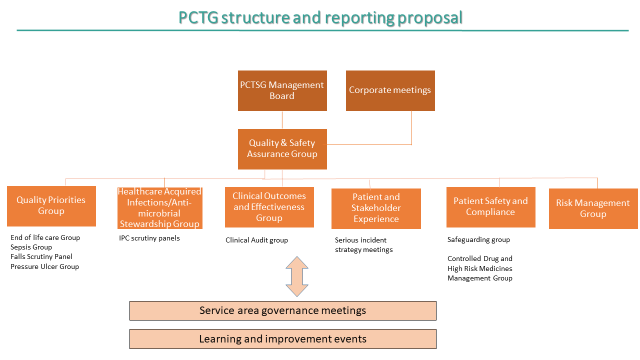 PCTG structure and reporting proposal
PCTSG Management
Board
Corporate meetings
Quality & Safety
Assurance Group
Quality Priorities
Group
Healthcare Acquired
Infections/Anti-
microbrial
Stewardship Group
Clinical Outcomes
and Effectiveness
Group
Patient and
Stakeholder
Experience
Patient Safety and
Compliance
Risk Management
Group
End of life care Group
Sepsis Group
Falls Scrutiny Panel
Pressure Ulcer Group
IPC scrutiny panels
Clinical Audit group
Serious incident
strategy meetings
Safeguarding group
Controlled Drug and
High Risk Medicines
Management Group
Service area governance meetings
Learning and improvement events